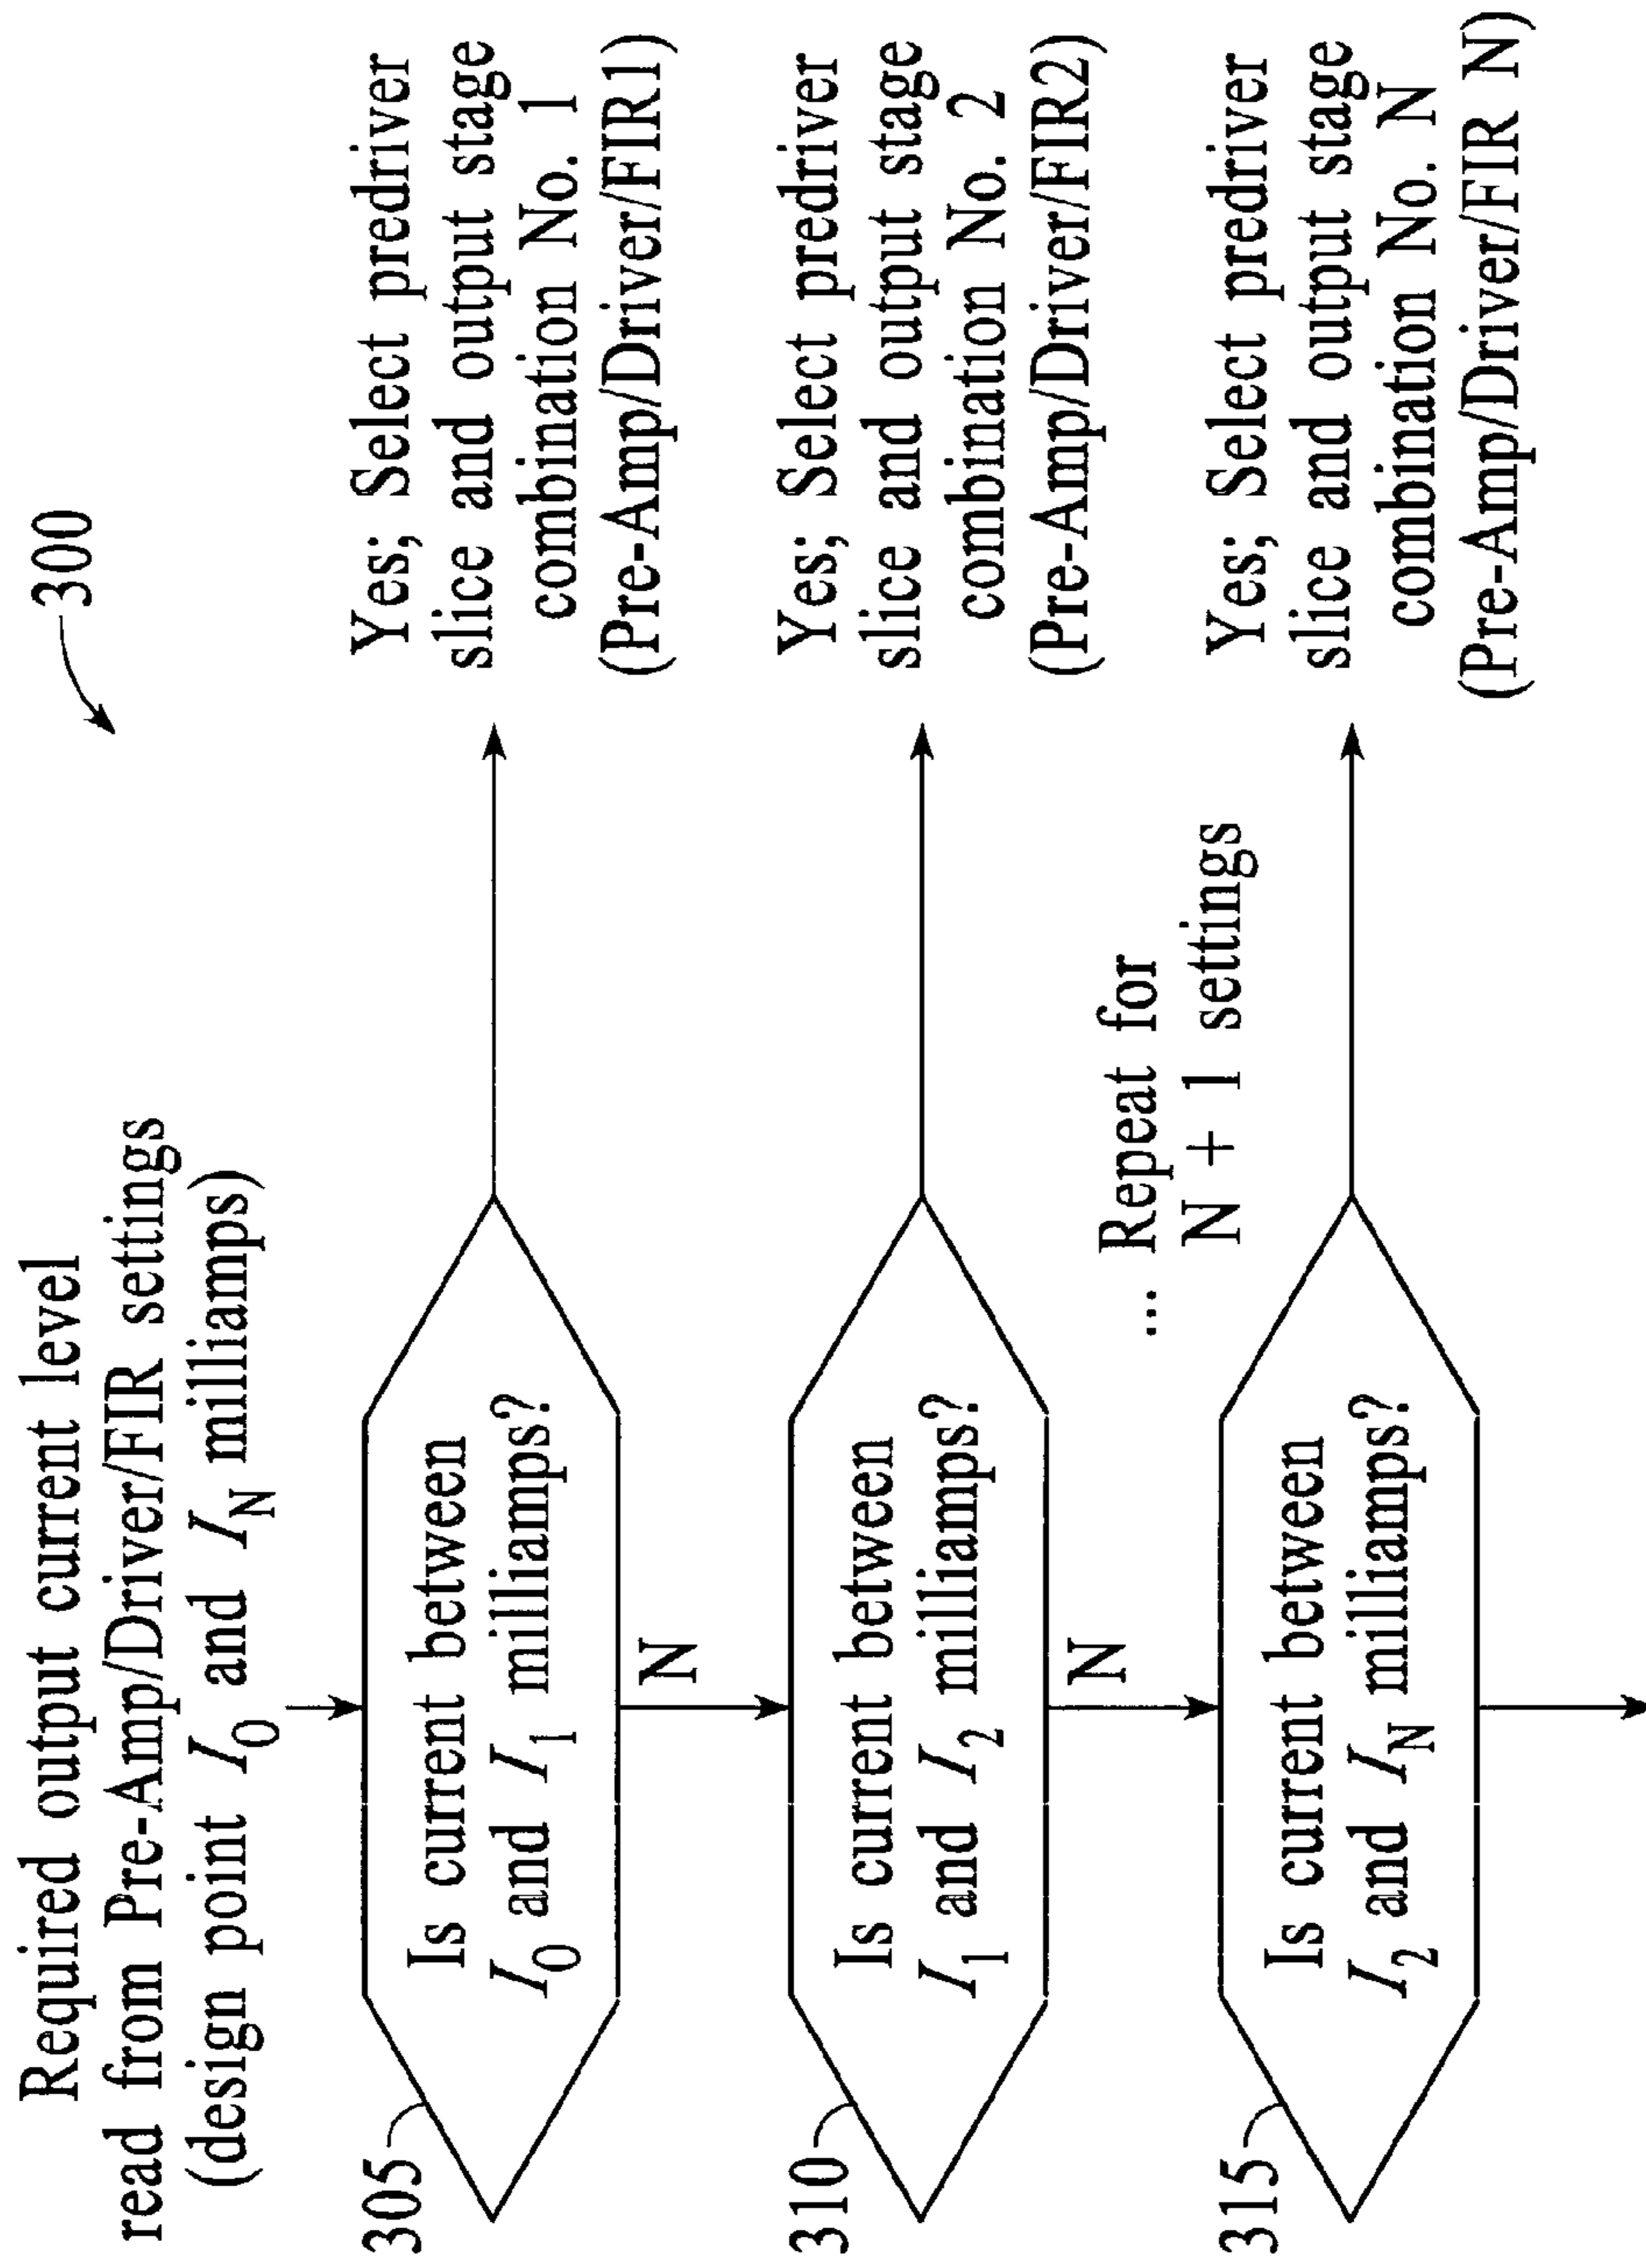 300
Required output current level
read from Pre-Amp/Driver/FIR settings
(design point I₀ and I_N milliamps)
305
Is current between
I₀ and I₁ milliamps?
Yes; Select predriver
slice and output stage
combination No. 1
(Pre-Amp/Driver/FIR1)
N
310
Is current between
I₁ and I₂ milliamps?
Yes; Select predriver
slice and output stage
combination No. 2
(Pre-Amp/Driver/FIR2)
N
... Repeat for
N + 1 settings
315
Is current between
I₂ and I_N milliamps?
Yes; Select predriver
slice and output stage
combination No. N
(Pre-Amp/Driver/FIR N)